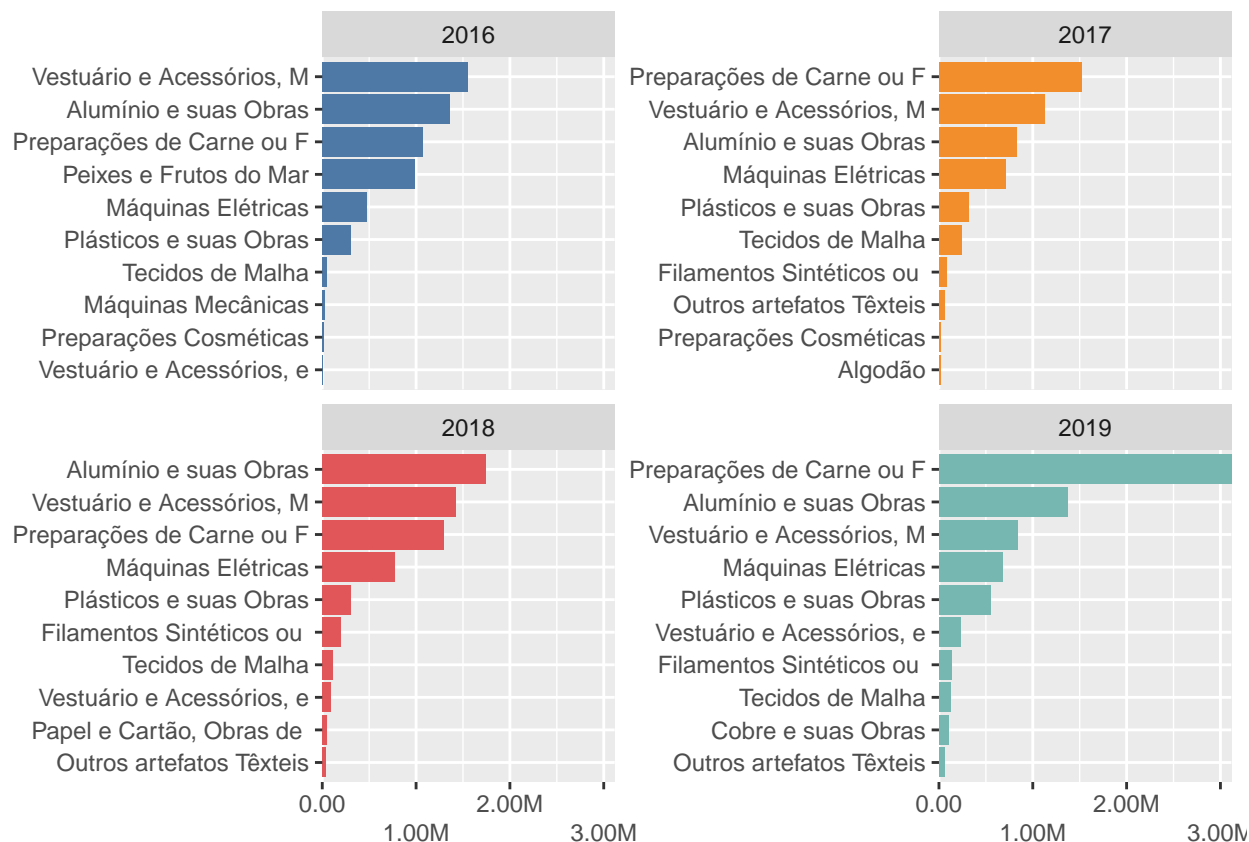 2016
Vestuário e Acessórios, M
Alumínio e suas Obras
Preparações de Carne ou F
Peixes e Frutos do Mar
Máquinas Elétricas
Plásticos e suas Obras
Tecidos de Malha
Máquinas Mecânicas
Preparações Cosméticas
Vestuário e Acessórios, e
2017
Preparações de Carne ou F
Vestuário e Acessórios, M
Alumínio e suas Obras
Máquinas Elétricas
Plásticos e suas Obras
Tecidos de Malha
Filamentos Sintéticos ou
Outros artefatos Têxteis
Preparações Cosméticas
Algodão
2018
Alumínio e suas Obras
Vestuário e Acessórios, M
Preparações de Carne ou F
Máquinas Elétricas
Plásticos e suas Obras
Filamentos Sintéticos ou
Tecidos de Malha
Vestuário e Acessórios, e
Papel e Cartão, Obras de
Outros artefatos Têxteis
0.00 2.00M
1.00M 3.00M
2019
Preparações de Carne ou F
Alumínio e suas Obras
Vestuário e Acessórios, M
Máquinas Elétricas
Plásticos e suas Obras
Vestuário e Acessórios, e
Filamentos Sintéticos ou
Tecidos de Malha
Cobre e suas Obras
Outros artefatos Têxteis
0.00 2.00M
1.00M 3.00M